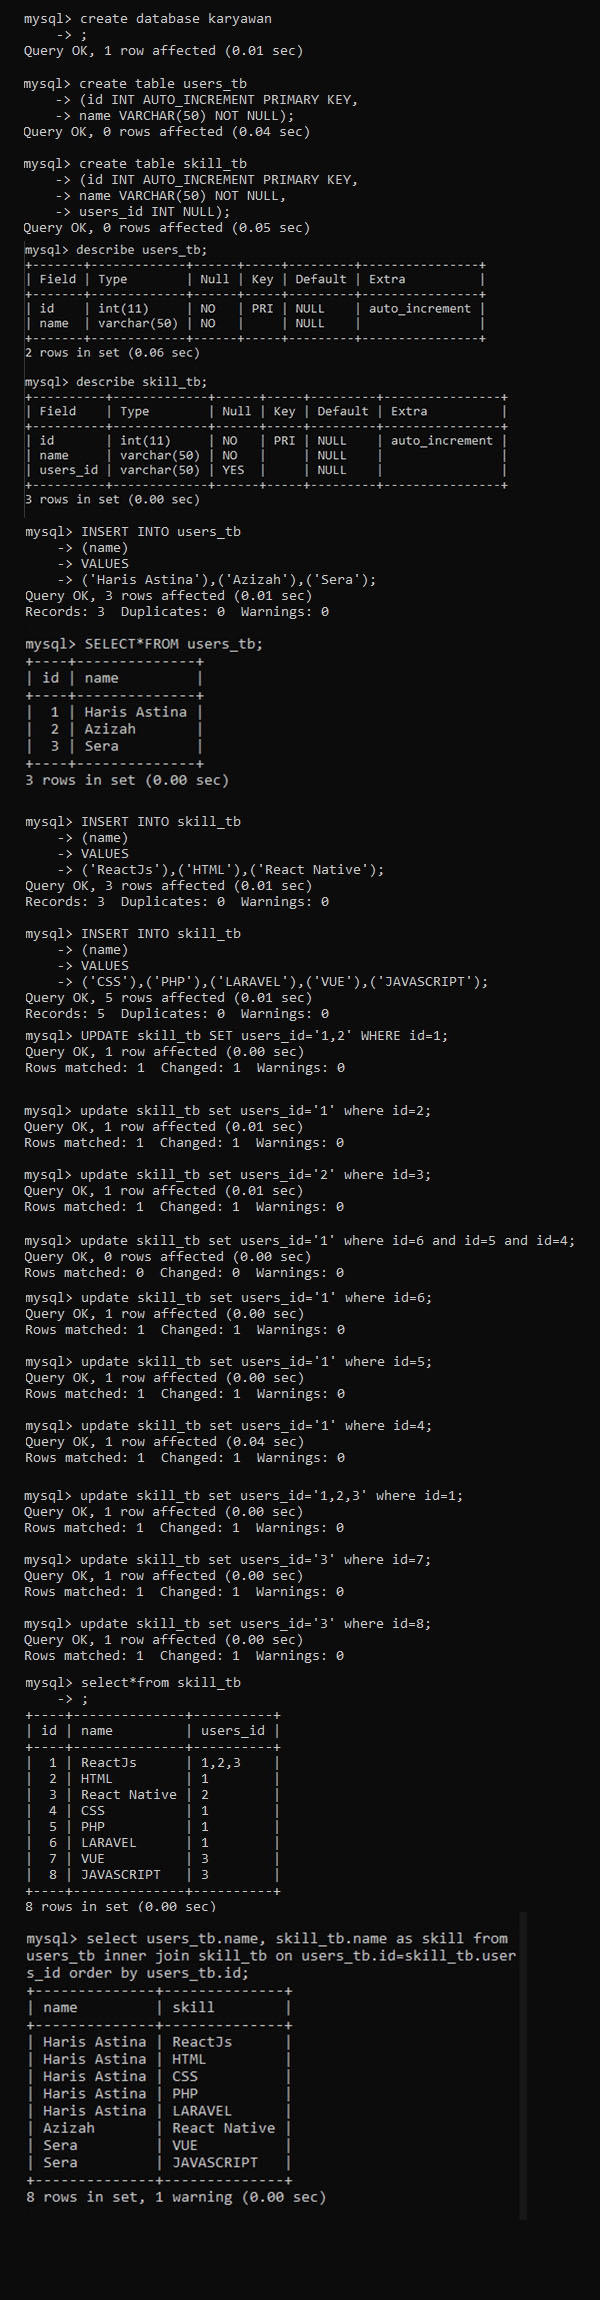 mysql> create database karyawan
    -> ;
Query OK, 1 row affected (0.01 sec)
mysql> create table users_tb
    -> (id INT AUTO_INCREMENT PRIMARY KEY,
    -> name VARCHAR(50) NOT NULL);
Query OK, 0 rows affected (0.04 sec)
mysql> create table skill_tb
    -> (id INT AUTO_INCREMENT PRIMARY KEY,
    -> name VARCHAR(50) NOT NULL,
    -> users_id INT NULL);
Query OK, 0 rows affected (0.05 sec)
mysql> describe users_tb;
+-------+-------------+------+-----+---------+----------------+
| Field | Type        | Null | Key | Default | Extra          |
+-------+-------------+------+-----+---------+----------------+
| id    | int(11)     | NO   | PRI | NULL    | auto_increment |
| name  | varchar(50) | NO   |     | NULL    |                |
+-------+-------------+------+-----+---------+----------------+
2 rows in set (0.06 sec)
mysql> describe skill_tb;
+----------+-------------+------+-----+---------+----------------+
| Field    | Type        | Null | Key | Default | Extra          |
+----------+-------------+------+-----+---------+----------------+
| id       | int(11)     | NO   | PRI | NULL    | auto_increment |
| name     | varchar(50) | NO   |     | NULL    |                |
| users_id | varchar(50) | YES  |     | NULL    |                |
+----------+-------------+------+-----+---------+----------------+
3 rows in set (0.00 sec)
mysql> INSERT INTO users_tb
    -> (name)
    -> VALUES
    -> ('Haris Astina'),('Azizah'),('Sera');
Query OK, 3 rows affected (0.01 sec)
Records: 3  Duplicates: 0  Warnings: 0
mysql> SELECT*FROM users_tb;
+----+--------------+
| id | name         |
+----+--------------+
|  1 | Haris Astina |
|  2 | Azizah       |
|  3 | Sera         |
+----+--------------+
3 rows in set (0.00 sec)
mysql> INSERT INTO skill_tb
    -> (name)
    -> VALUES
    -> ('ReactJs'),('HTML'),('React Native');
Query OK, 3 rows affected (0.01 sec)
Records: 3  Duplicates: 0  Warnings: 0
mysql> INSERT INTO skill_tb
    -> (name)
    -> VALUES
    -> ('CSS'),('PHP'),('LARAVEL'),('VUE'),('JAVASCRIPT');
Query OK, 5 rows affected (0.01 sec)
Records: 5  Duplicates: 0  Warnings: 0
mysql> UPDATE skill_tb SET users_id='1,2' WHERE id=1;
Query OK, 1 row affected (0.00 sec)
Rows matched: 1  Changed: 1  Warnings: 0
mysql> update skill_tb set users_id='1' where id=2;
Query OK, 1 row affected (0.01 sec)
Rows matched: 1  Changed: 1  Warnings: 0
mysql> update skill_tb set users_id='2' where id=3;
Query OK, 1 row affected (0.01 sec)
Rows matched: 1  Changed: 1  Warnings: 0
mysql> update skill_tb set users_id='1' where id=6 and id=5 and id=4;
Query OK, 0 rows affected (0.00 sec)
Rows matched: 0  Changed: 0  Warnings: 0
mysql> update skill_tb set users_id='1' where id=6;
Query OK, 1 row affected (0.00 sec)
Rows matched: 1  Changed: 1  Warnings: 0
mysql> update skill_tb set users_id='1' where id=5;
Query OK, 1 row affected (0.00 sec)
Rows matched: 1  Changed: 1  Warnings: 0
mysql> update skill_tb set users_id='1' where id=4;
Query OK, 1 row affected (0.04 sec)
Rows matched: 1  Changed: 1  Warnings: 0
mysql> update skill_tb set users_id='1,2,3' where id=1;
Query OK, 1 row affected (0.00 sec)
Rows matched: 1  Changed: 1  Warnings: 0
mysql> update skill_tb set users_id='3' where id=7;
Query OK, 1 row affected (0.00 sec)
Rows matched: 1  Changed: 1  Warnings: 0
mysql> update skill_tb set users_id='3' where id=8;
Query OK, 1 row affected (0.00 sec)
Rows matched: 1  Changed: 1  Warnings: 0
mysql> select*from skill_tb
    -> ;
+----+--------------+----------+
| id | name         | users_id |
+----+--------------+----------+
|  1 | ReactJs      | 1,2,3    |
|  2 | HTML         | 1        |
|  3 | React Native | 2        |
|  4 | CSS          | 1        |
|  5 | PHP          | 1        |
|  6 | LARAVEL      | 1        |
|  7 | VUE          | 3        |
|  8 | JAVASCRIPT   | 3        |
+----+--------------+----------+
8 rows in set (0.00 sec)
mysql> select users_tb.name, skill_tb.name as skill from
users_tb inner join skill_tb on users_tb.id=skill_tb.user
s_id order by users_tb.id;
+--------------+--------------+
| name         | skill        |
+--------------+--------------+
| Haris Astina | ReactJs      |
| Haris Astina | HTML         |
| Haris Astina | CSS          |
| Haris Astina | PHP          |
| Haris Astina | LARAVEL      |
| Azizah       | React Native |
| Sera         | VUE          |
| Sera         | JAVASCRIPT   |
+--------------+--------------+
8 rows in set, 1 warning (0.00 sec)